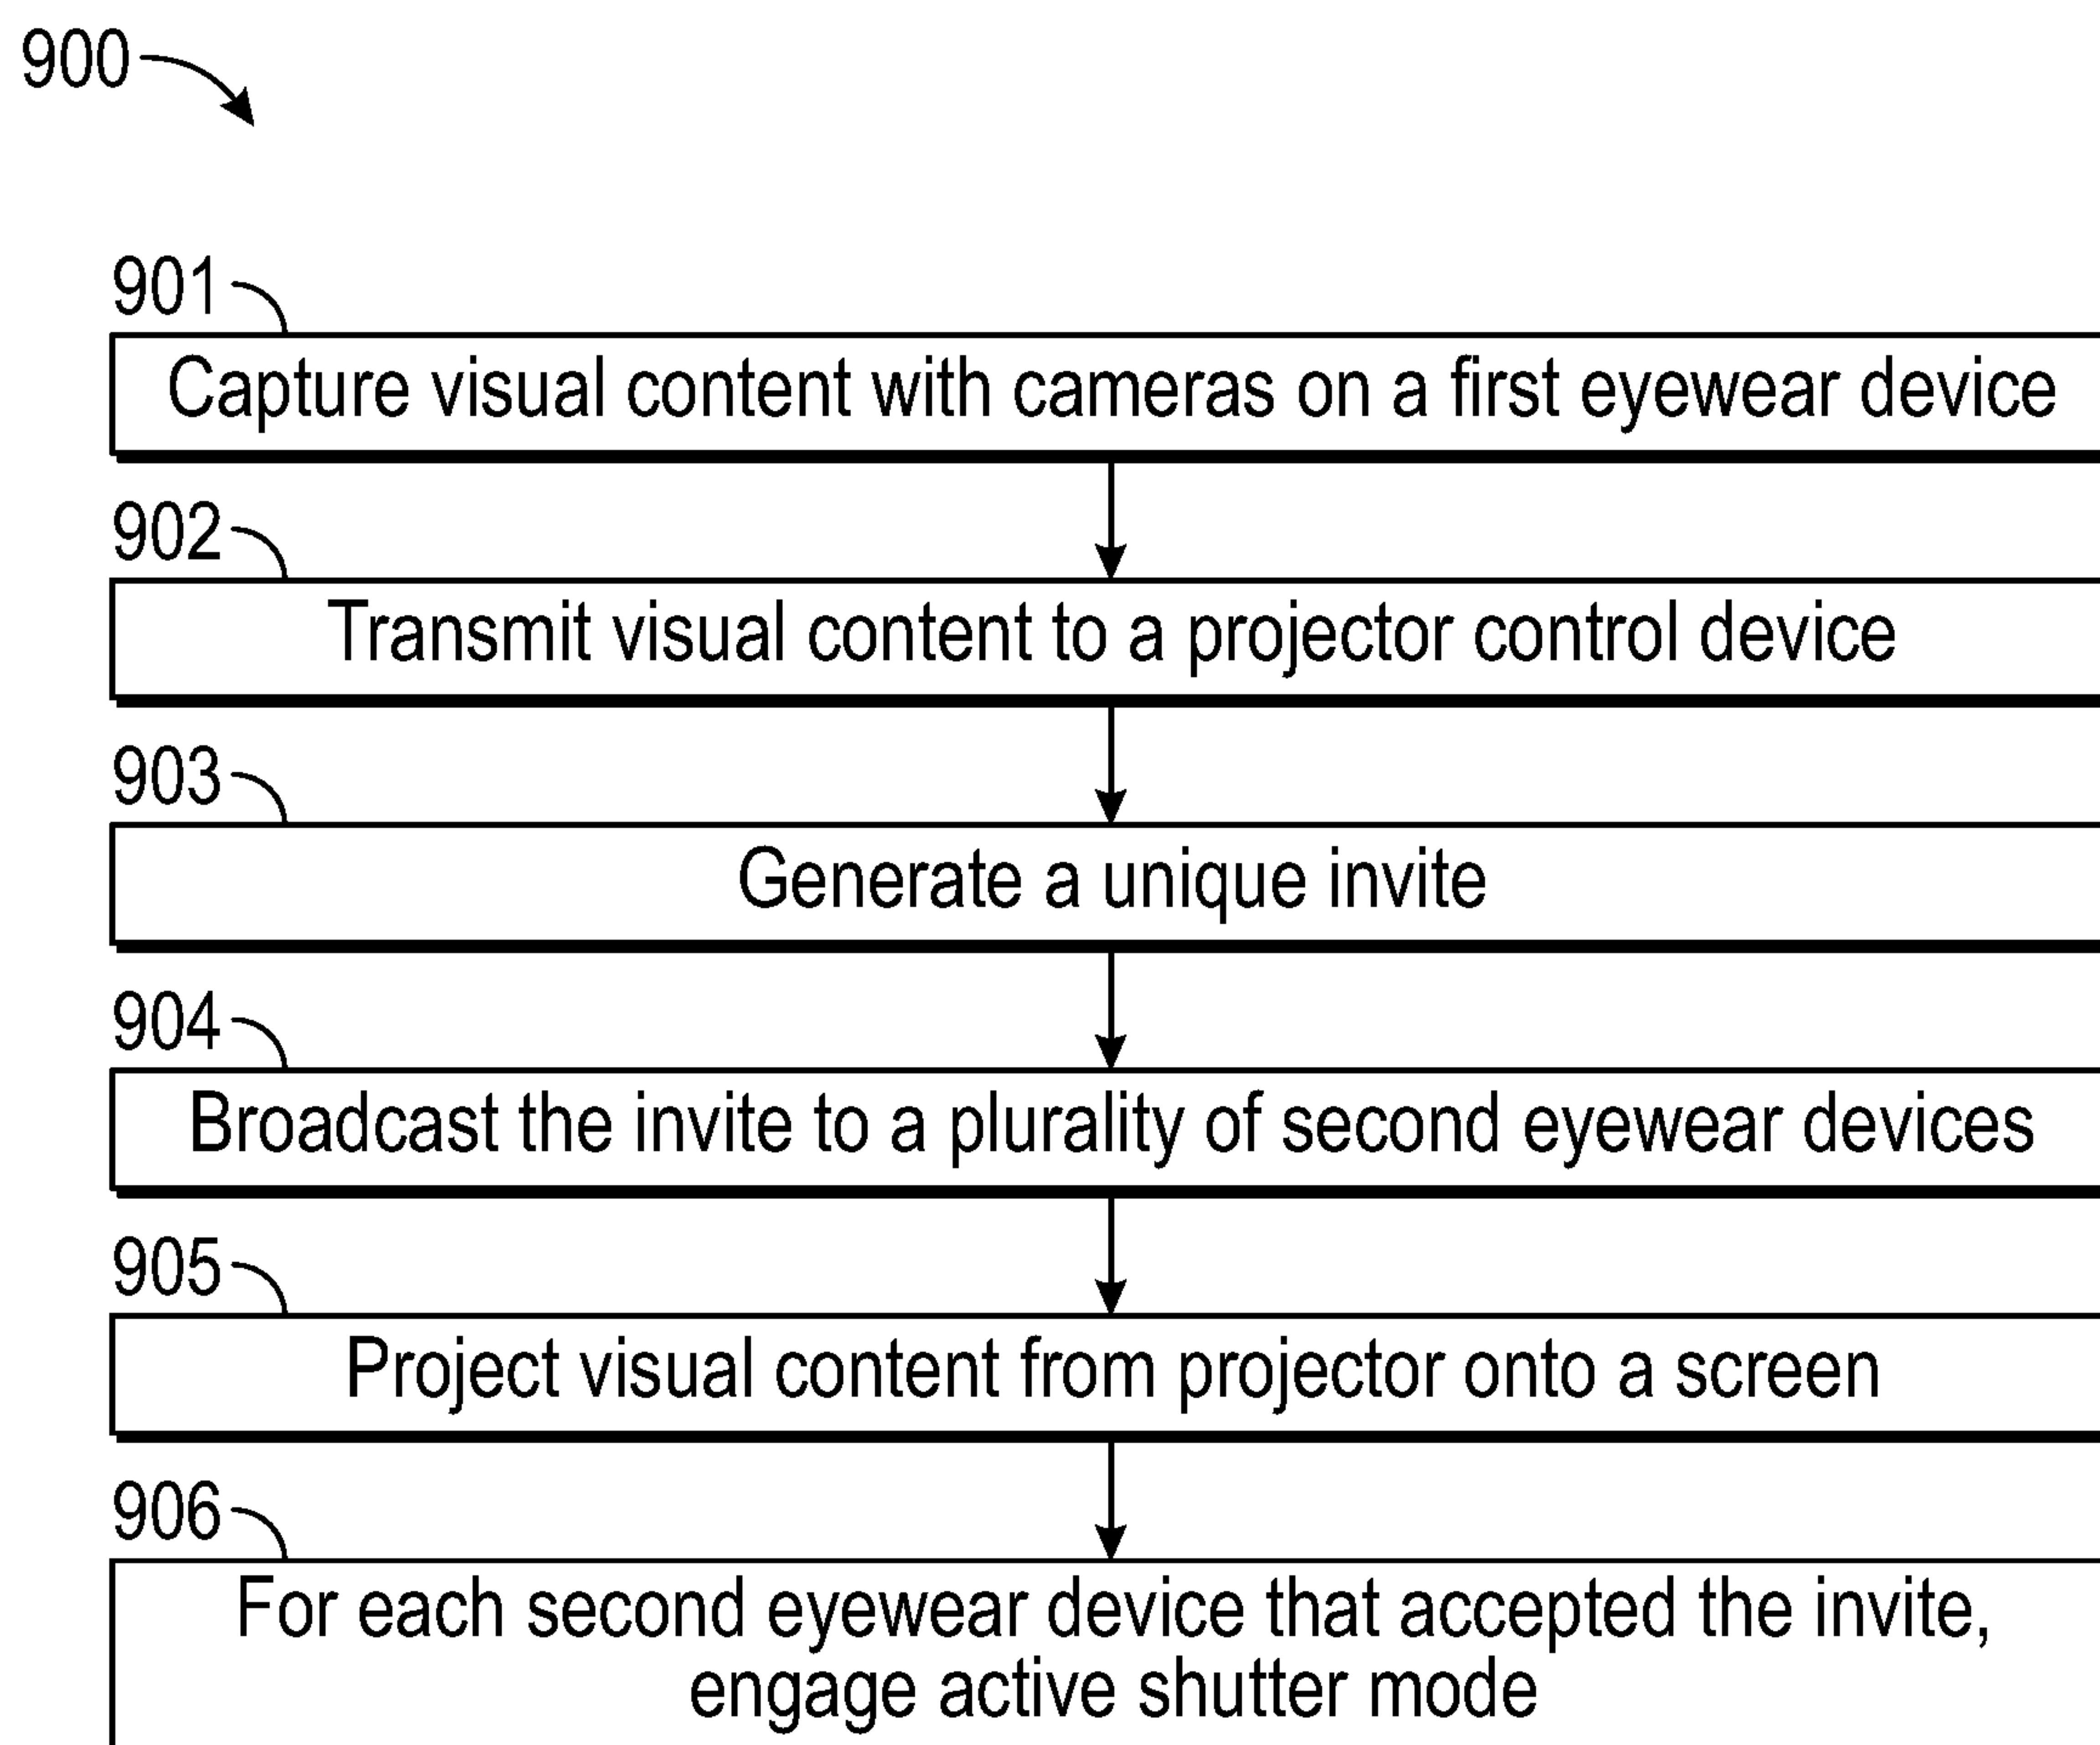 900
901
Capture visual content with cameras on a first eyewear device
902
Transmit visual content to a projector control device
903
Generate a unique invite
904
Broadcast the invite to a plurality of second eyewear devices
905
Project visual content from projector onto a screen
906
For each second eyewear device that accepted the invite,
engage active shutter mode